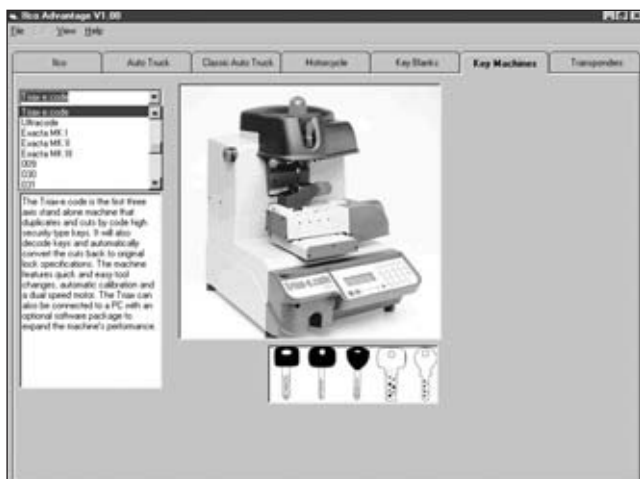 Ilco Advantage V1.00
File View Help
Ilco Auto Truck Classic Auto Truck Motorcycle Key Blanks Key Machines Transponders
Triax-e code
Triax-e code
Ultracode
Exacta MK I
Exacta MK II
Exacta MK III
009
030
031
The Triax-e code is the first three
axis stand alone machine that
duplicates and cuts by code high
security type keys. It will also
decode keys and automatically
convert the cuts back to original
lock specifications. The machine
features quick and easy tool
changes, automatic calibration and
a dual speed motor. The Triax can
also be connected to a PC with an
optional software package to
expand the machine's performance.
triax-e.code